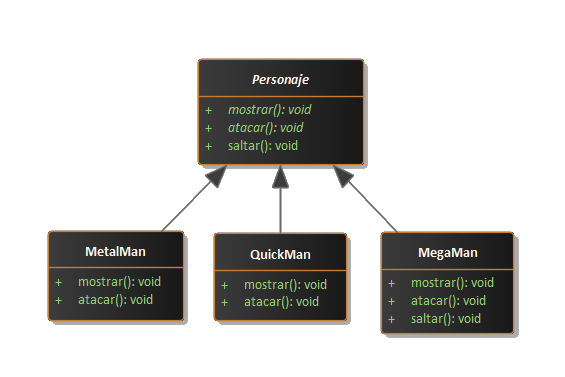 Personaje
+ mostrar(): void
+ atacar(): void
+ saltar(): void
MetalMan
+ mostrar(): void
+ atacar(): void
QuickMan
+ mostrar(): void
+ atacar(): void
MegaMan
+ mostrar(): void
+ atacar(): void
+ saltar(): void